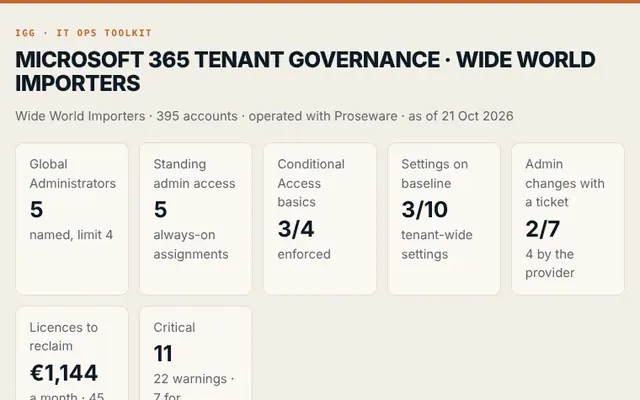 IGG · IT OPS TOOLKIT
MICROSOFT 365 TENANT GOVERNANCE · WIDE WORLD
IMPORTERS
Wide World Importers · 395 accounts · operated with Proseware · as of 21 Oct 2026
Global
Administrators
5
named, limit 4
Standing
admin access
5
always-on
assignments
Conditional
Access
basics
3/4
enforced
Settings on
baseline
3/10
tenant-wide
settings
Admin
changes with
a ticket
2/7
4 by the
provider
Licences to
reclaim
€1,144
a month · 45
Critical
11
22 warnings ·
7 for